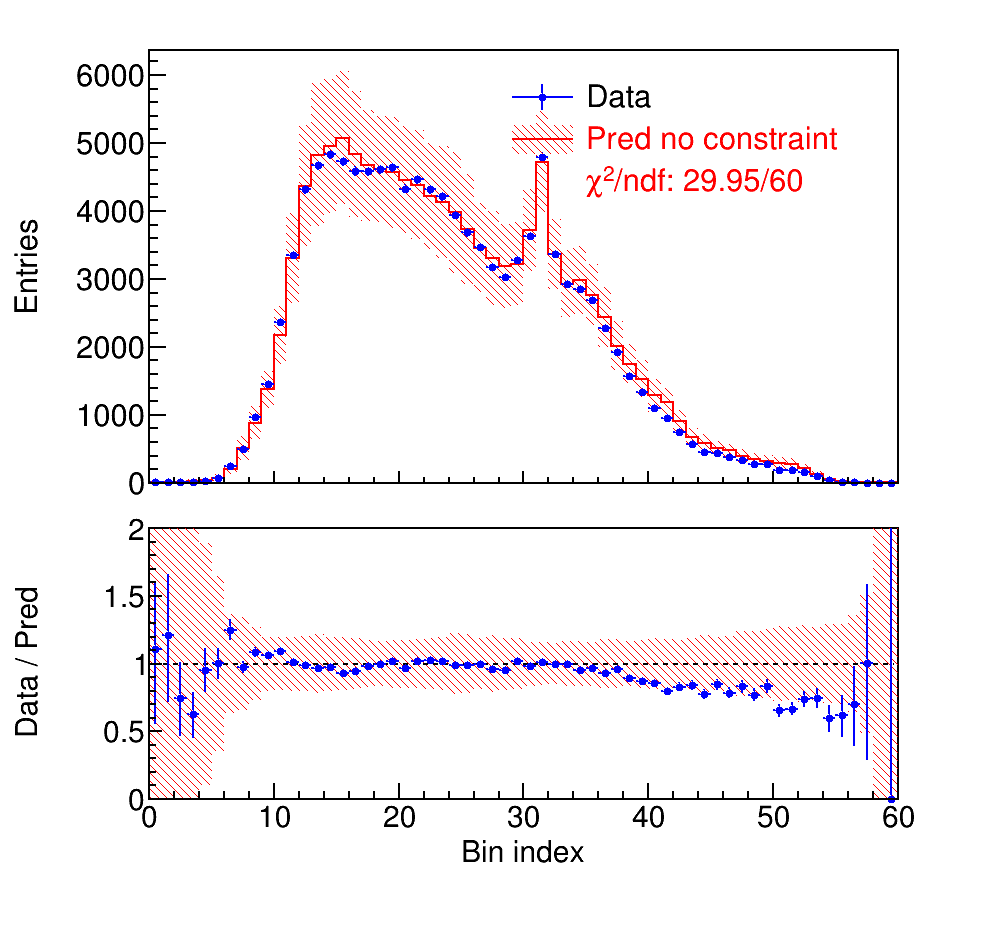 6000
5000
4000
3000
2000
1000
0
Entries
Data
Pred no constraint
χ²/ndf: 29.95/60
2
1.5
1
0.5
0
Data / Pred
0 10 20 30 40 50 60
Bin index